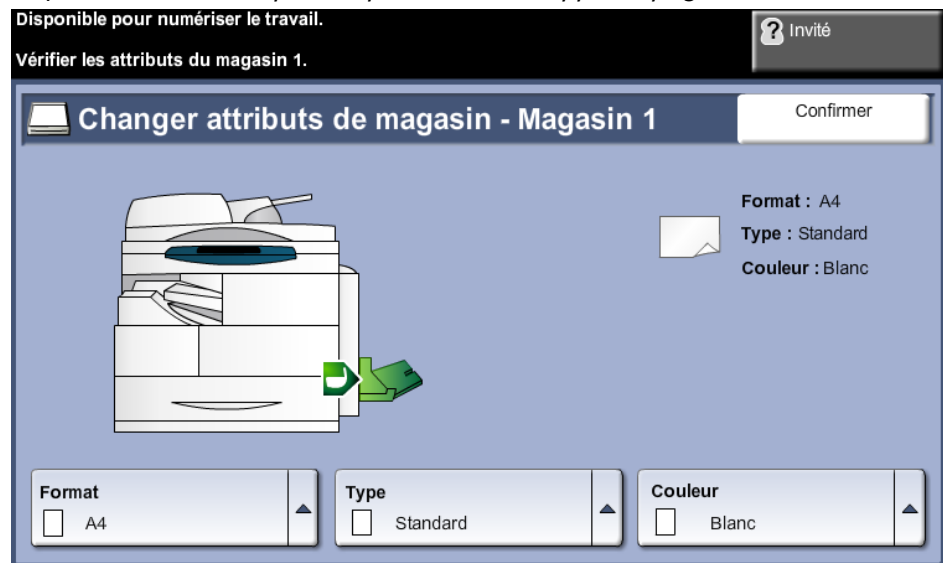 Disponible pour numériser le travail.
Vérifier les attributs du magasin 1.
? Invité
Changer attributs de magasin - Magasin 1
Confirmer
Format : A4
Type : Standard
Couleur : Blanc
Format
A4
Type
Standard
Couleur
Blanc